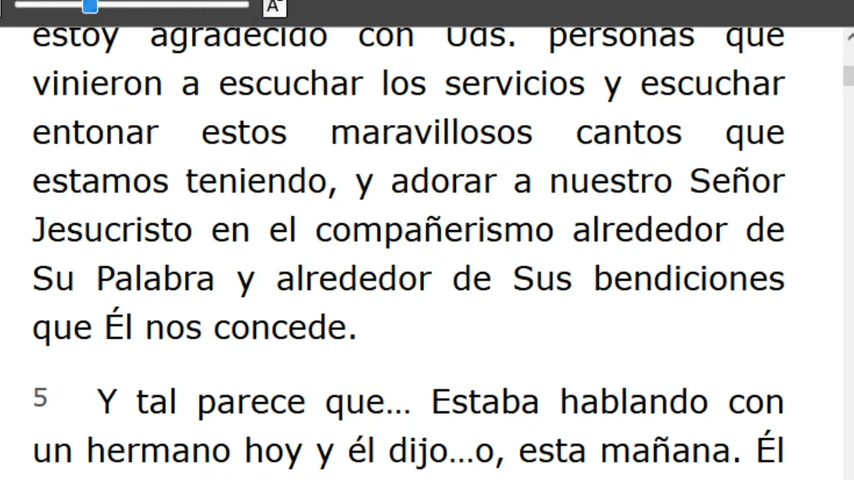 A
estoy agradecido con Uds. personas que
vinieron a escuchar los servicios y escuchar
entonar estos maravillosos cantos que
estamos teniendo, y adorar a nuestro Señor
Jesucristo en el compañerismo alrededor de
Su Palabra y alrededor de Sus bendiciones
que Él nos concede.
5 Y tal parece que... Estaba hablando con
un hermano hoy y él dijo...o, esta mañana. Él